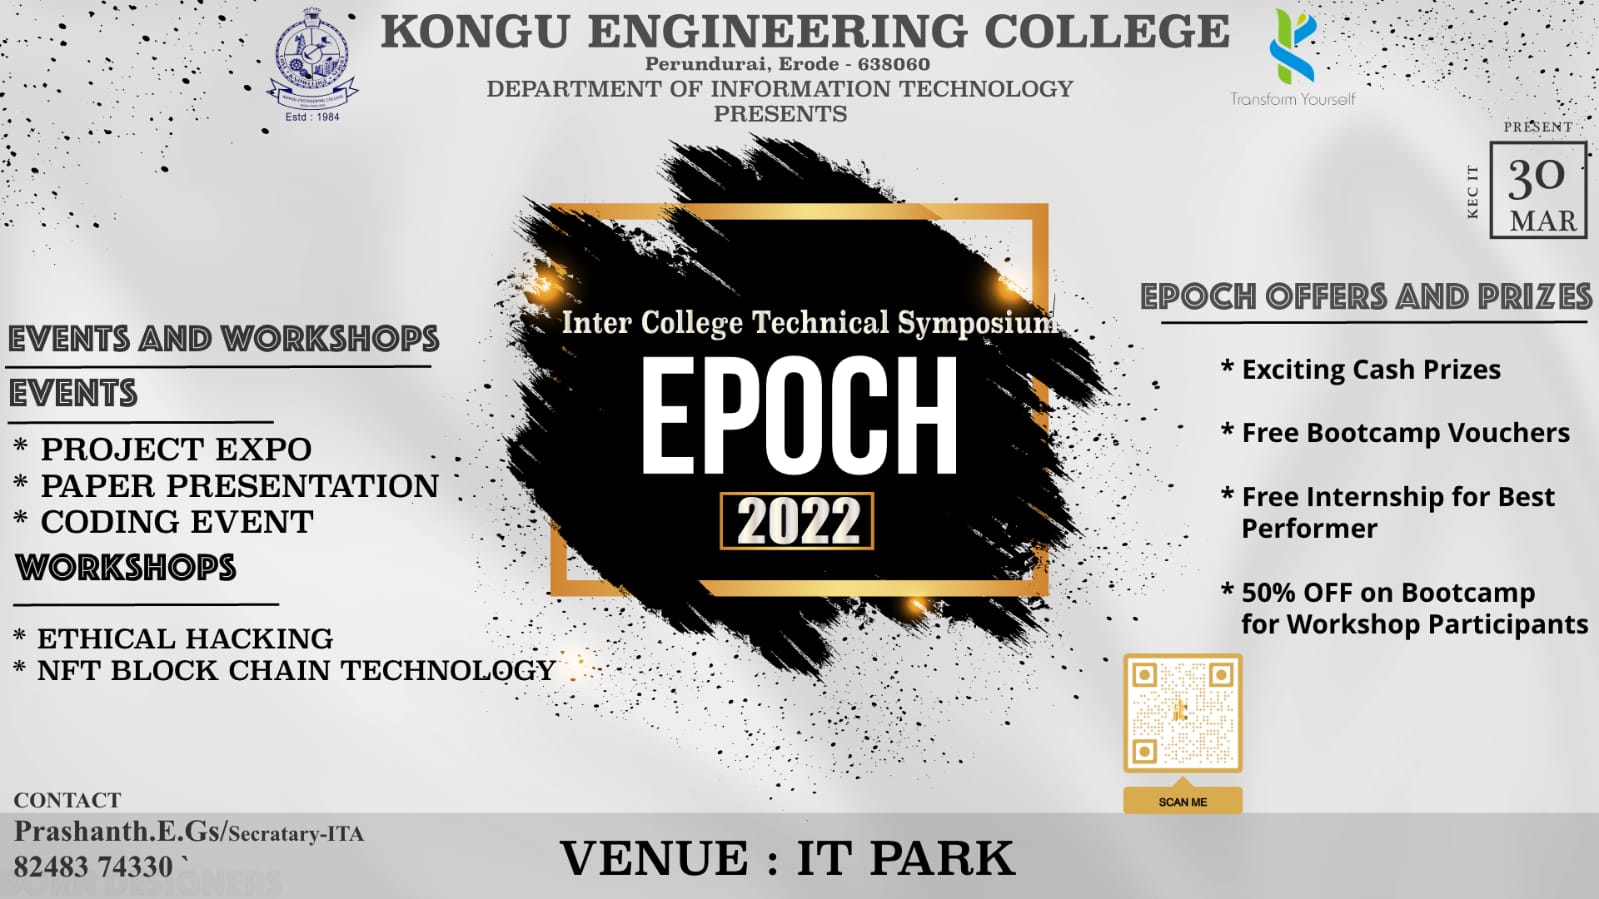 KONGU ENGINEERING COLLEGE
Perundurai, Erode - 638060
DEPARTMENT OF INFORMATION TECHNOLOGY
PRESENTS
Estd : 1984
Transform Yourself
PRESENT
KEC IT
30
MAR
Inter College Technical Symposium
EPOCH
2022
EVENTS AND WORKSHOPS
EVENTS
* PROJECT EXPO
* PAPER PRESENTATION
* CODING EVENT
WORKSHOPS
* ETHICAL HACKING
* NFT BLOCK CHAIN TECHNOLOGY
EPOCH OFFERS AND PRIZES
* Exciting Cash Prizes
* Free Bootcamp Vouchers
* Free Internship for Best
Performer
* 50% OFF on Bootcamp
for Workshop Participants
it
SCAN ME
CONTACT
Prashanth.E.Gs/Secratary-ITA
82483 74330 `
BORN DESIGNERS
VENUE : IT PARK